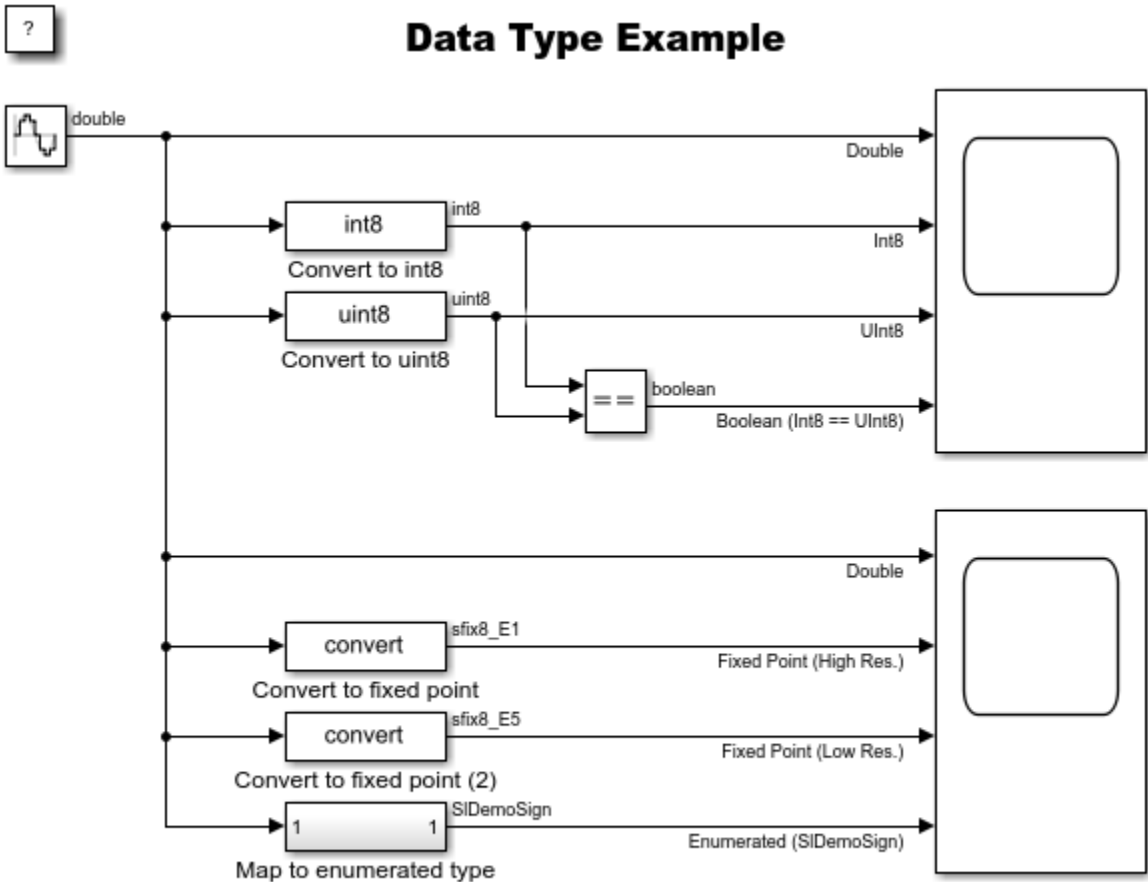 ?
Data Type Example
double
Double
int8
int8
Int8
Convert to int8
uint8
uint8
UInt8
Convert to uint8
==
boolean
Boolean (Int8 == UInt8)
Double
convert
sfix8_E1
Fixed Point (High Res.)
Convert to fixed point
convert
sfix8_E5
Fixed Point (Low Res.)
Convert to fixed point (2)
1
1
SlDemoSign
Enumerated (SlDemoSign)
Map to enumerated type